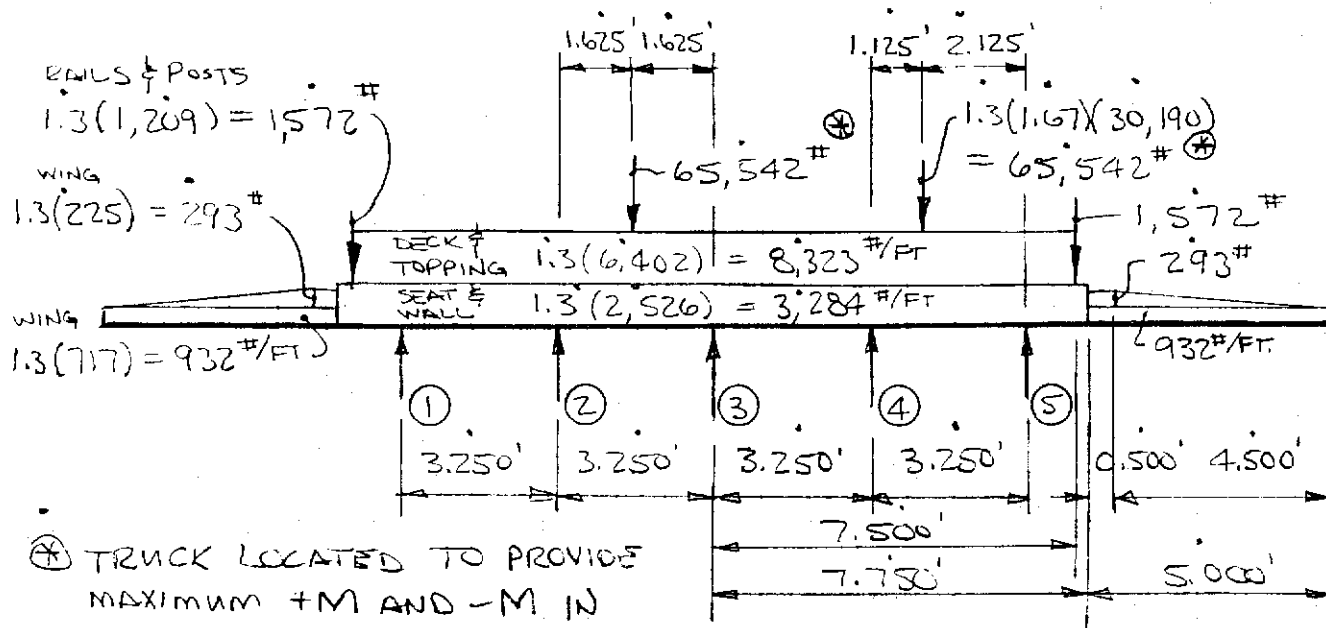 1.625' 1.625'
1.125' 2.125'
RAILS & POSTS
1.3(1,209) = 1,572#
1.3(1.67)(30,190)
= 65,542# *
65,542# *
WING
1.3(225) = 293#
1,572#
293#
DECK & TOPPING 1.3(6,402) = 8,323 #/FT
SEAT & WALL 1.3(2,526) = 3,284 #/FT
WING
1.3(717) = 932 #/FT
932 #/FT.
1 2 3 4 5
3.250' 3.250' 3.250' 3.250' 0.500' 4.500'
7.500'
7.750' 5.000'
* TRUCK LOCATED TO PROVIDE
MAXIMUM +M AND -M IN